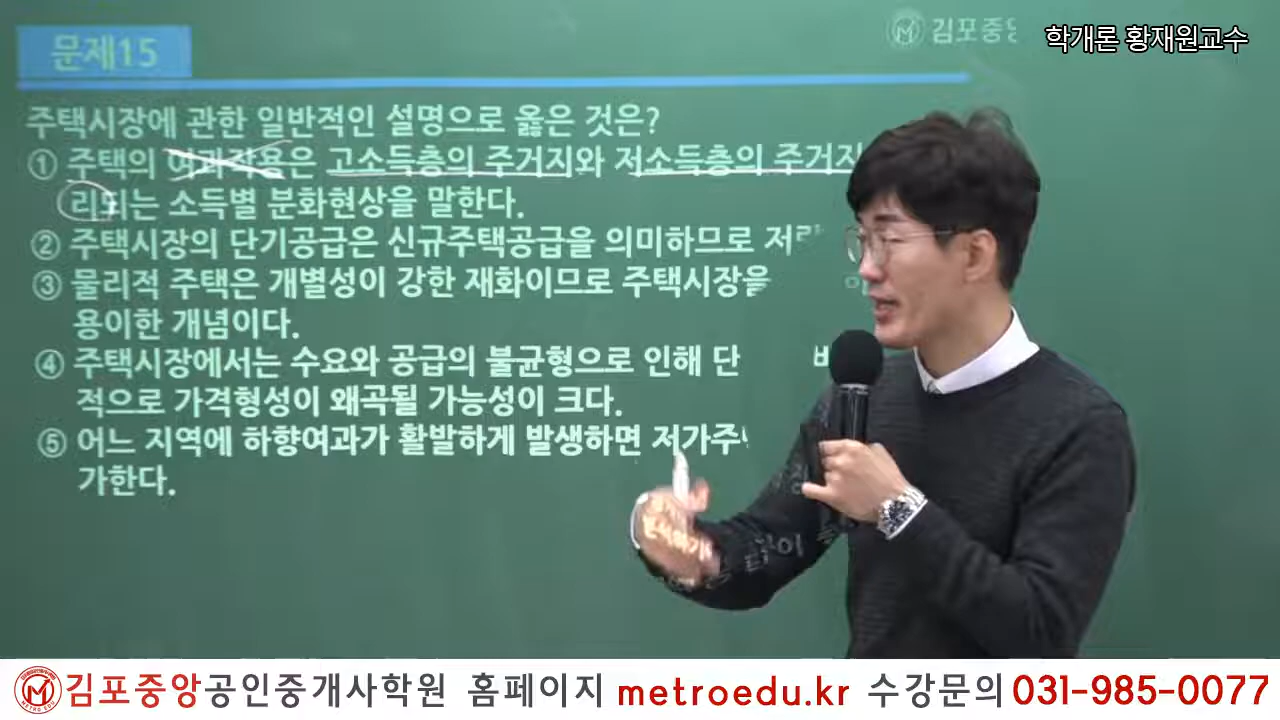 문제15
김포중앙
학개론 황재원교수
주택시장에 관한 일반적인 설명으로 옳은 것은?
① 주택의 여과작용은 고소득층의 주거지와 저소득층의 주거지
리되는 소득별 분화현상을 말한다.
② 주택시장의 단기공급은 신규주택공급을 의미하므로
③ 물리적 주택은 개별성이 강한 재화이므로 주택시장을
용이한 개념이다.
④ 주택시장에서는 수요와 공급의 불균형으로 인해 단
적으로 가격형성이 왜곡될 가능성이 크다.
⑤ 어느 지역에 하향여과가 활발하게 발생하면
가한다.
METRO EDU
김포중앙공인중개사학원 홈페이지 metroedu.kr 수강문의 031-985-0077